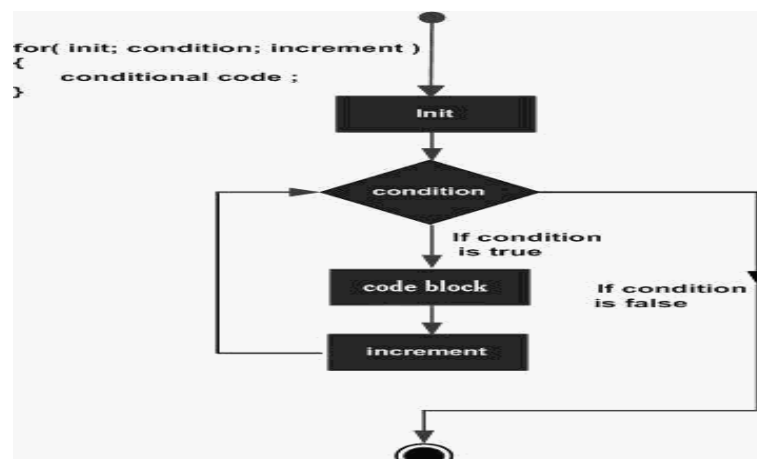 for( init; condition; increment )
{
conditional code ;
}
Init
condition
If condition
is true
code block
If condition
is false
increment